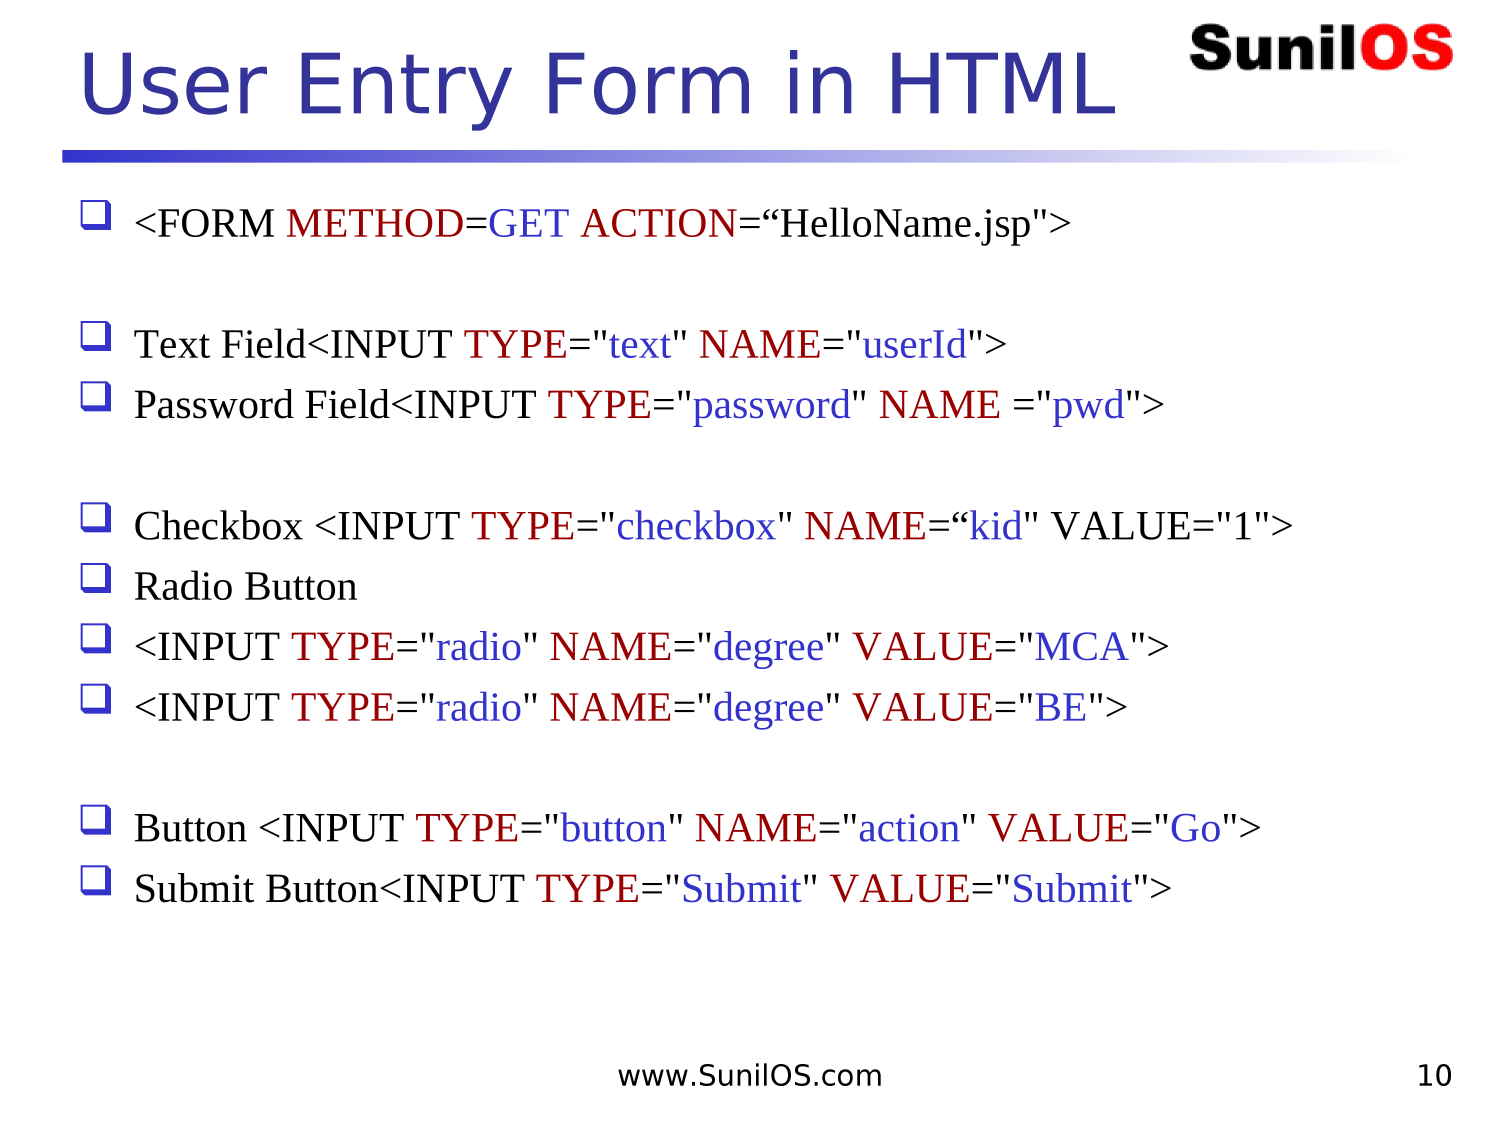 User Entry Form in HTML
SunilOS
<FORM METHOD=GET ACTION=“HelloName.jsp">
Text Field<INPUT TYPE="text" NAME="userId">
Password Field<INPUT TYPE="password" NAME ="pwd">
Checkbox <INPUT TYPE="checkbox" NAME=“kid" VALUE="1">
Radio Button
<INPUT TYPE="radio" NAME="degree" VALUE="MCA">
<INPUT TYPE="radio" NAME="degree" VALUE="BE">
Button <INPUT TYPE="button" NAME="action" VALUE="Go">
Submit Button<INPUT TYPE="Submit" VALUE="Submit">
www.SunilOS.com
10